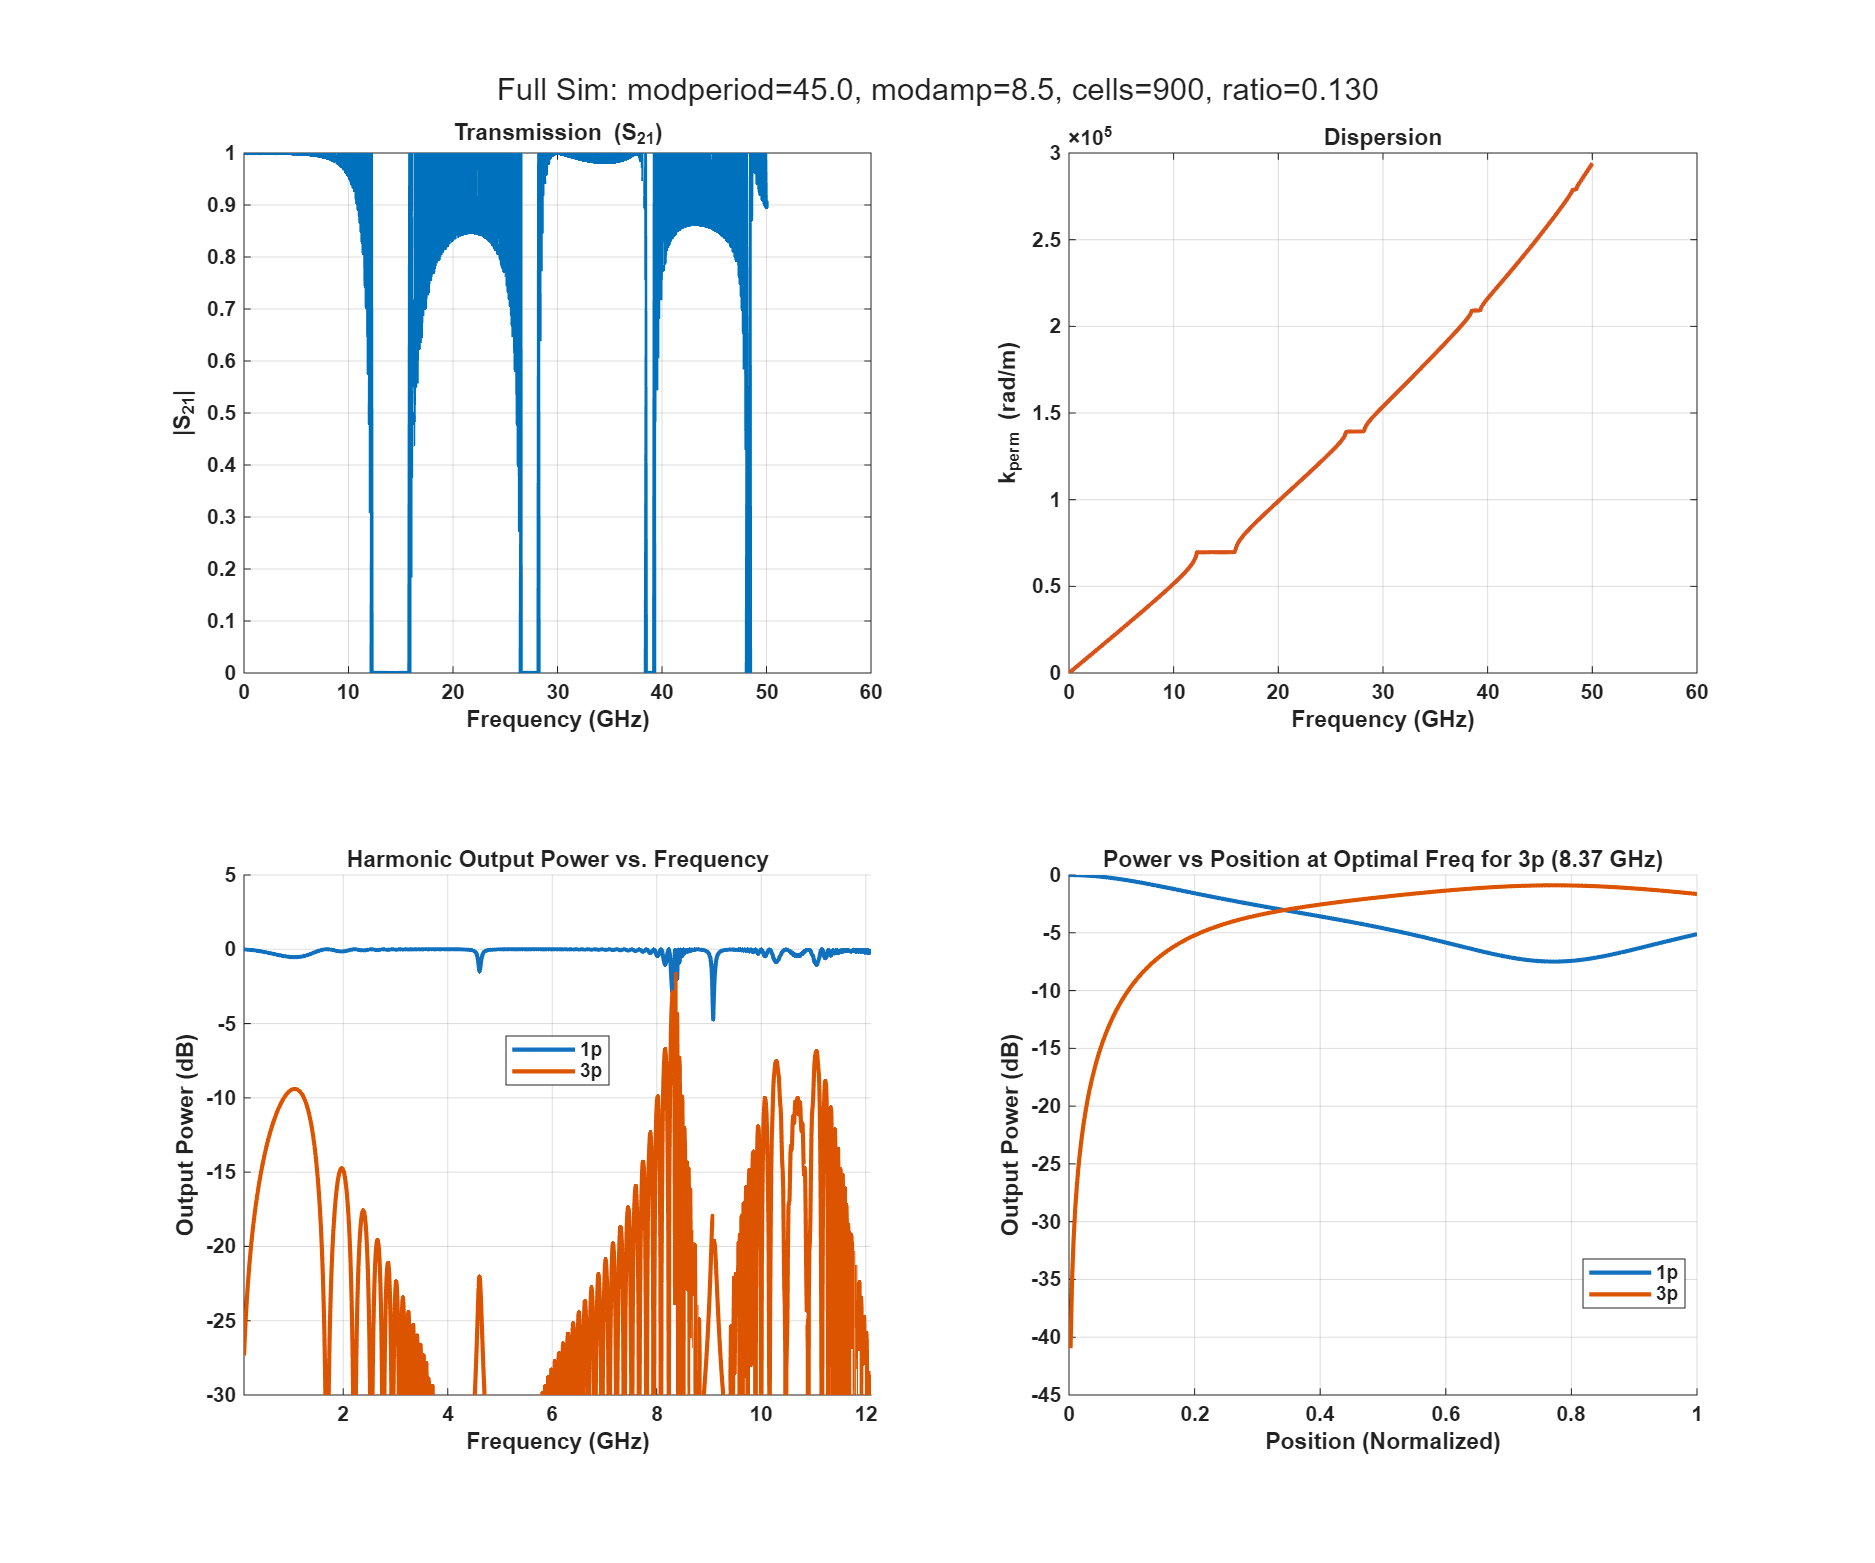 Full Sim: modperiod=45.0, modamp=8.5, cells=900, ratio=0.130
Transmission (S21)
1
0.9
0.8
0.7
0.6
0.5
0.4
0.3
0.2
0.1
0
|S21|
0 10 20 30 40 50 60
Frequency (GHz)
×10^5
Dispersion
3
2.5
2
1.5
1
0.5
0
kperm (rad/m)
0 10 20 30 40 50 60
Frequency (GHz)
Harmonic Output Power vs. Frequency
5
0
-5
-10
-15
-20
-25
-30
Output Power (dB)
1p
3p
2 4 6 8 10 12
Frequency (GHz)
Power vs Position at Optimal Freq for 3p (8.37 GHz)
0
-5
-10
-15
-20
-25
-30
-35
-40
-45
Output Power (dB)
1p
3p
0 0.2 0.4 0.6 0.8 1
Position (Normalized)